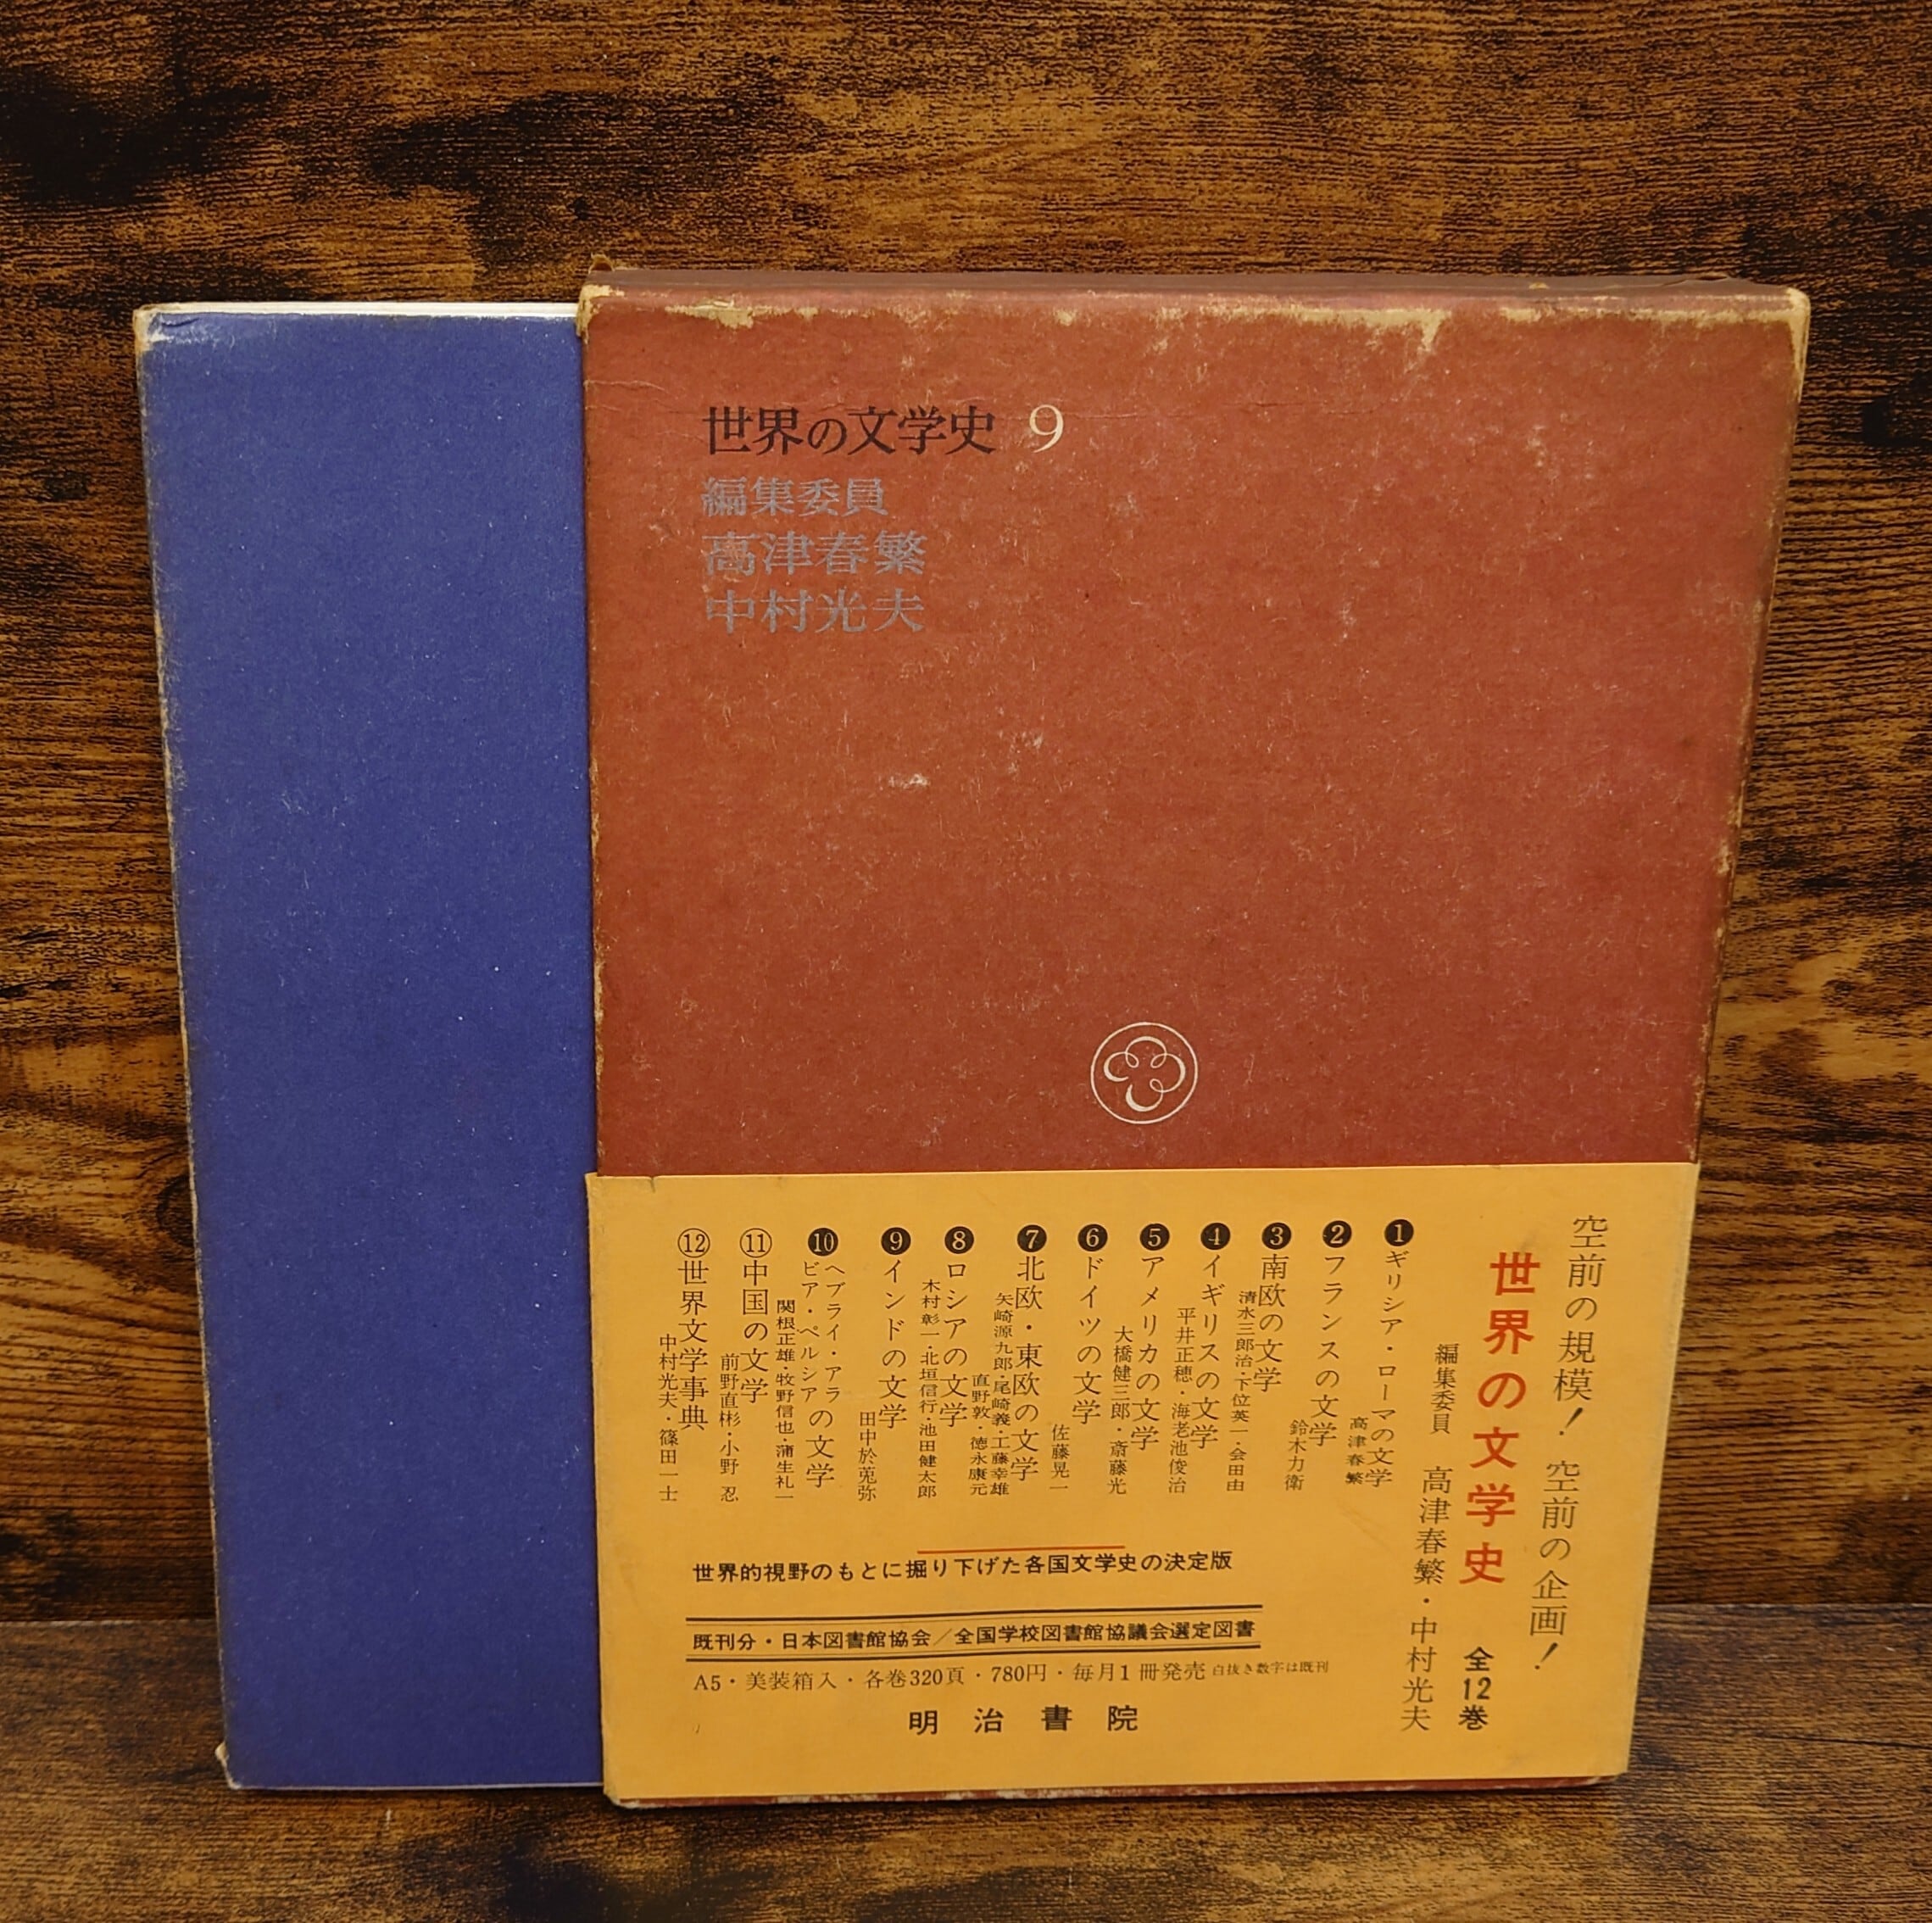 世界の文学史 9
編集委員
高津春繁
中村光夫
空前の規模！空前の企画！
世界の文学史 全12巻
編集委員 高津春繁・中村光夫
❶ギリシア・ローマの文学
高津春繁
❷フランスの文学
鈴木力衛
❸南欧の文学
清水三郎治・下位英一・会田由
❹イギリスの文学
平井正穂・海老池俊治
❺アメリカの文学
大橋健三郎・斎藤光
❻ドイツの文学
佐藤晃一
❼北欧・東欧の文学
矢崎源九郎・尾崎義・工藤幸雄
直野敦・徳永康元
❽ロシアの文学
木村彰一・北垣信行・池田健太郎
❾インドの文学
田中於菟弥
❿ヘブライ・アラビア・ペルシアの文学
関根正雄・牧野信也・蒲生礼一
⑪中国の文学
前野直彬・小野忍
⑫世界文学事典
中村光夫・篠田一士
世界的視野のもとに掘り下げた各国文学史の決定版
既刊分・日本図書館協会／全国学校図書館協議会選定図書
A5・美装箱入・各巻320頁・780円・毎月1冊発売 白抜き数字は既刊
明治書院